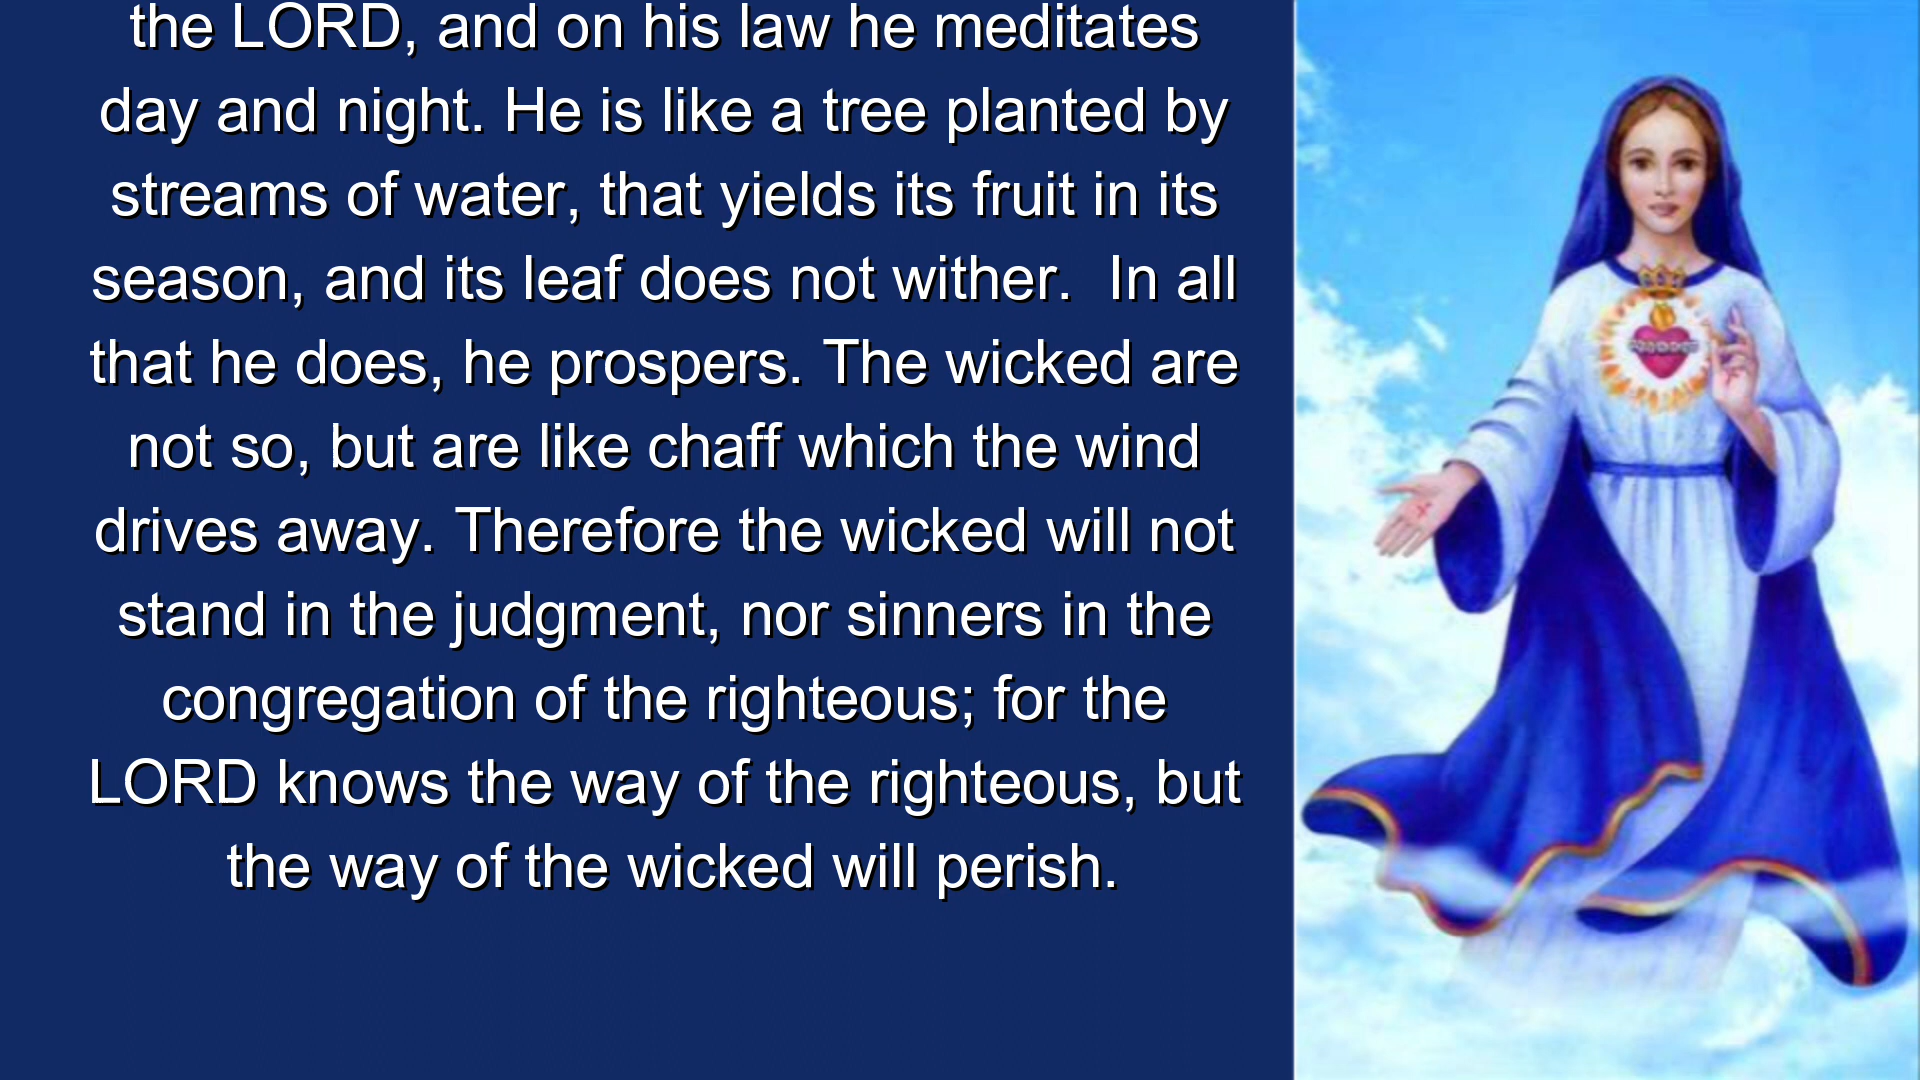 the LORD, and on his law he meditates
day and night. He is like a tree planted by
streams of water, that yields its fruit in its
season, and its leaf does not wither.  In all
that he does, he prospers. The wicked are
not so, but are like chaff which the wind
drives away. Therefore the wicked will not
stand in the judgment, nor sinners in the
congregation of the righteous; for the
LORD knows the way of the righteous, but
the way of the wicked will perish.